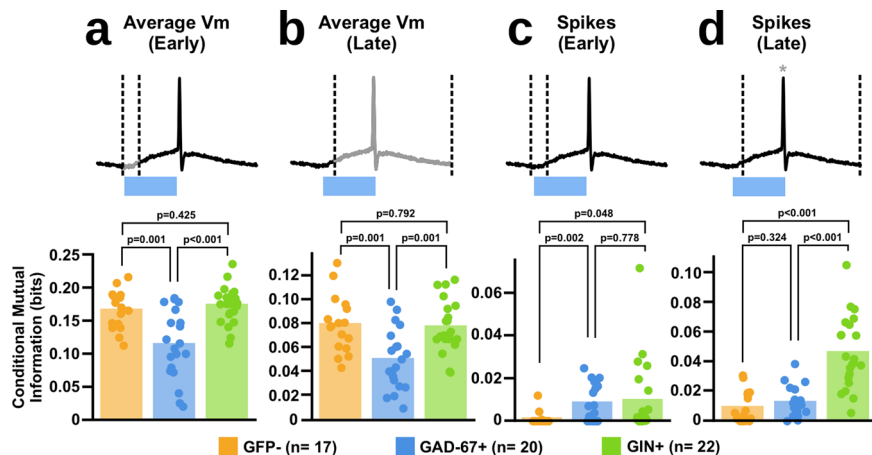 a Average Vm (Early)
b Average Vm (Late)
c Spikes (Early)
d Spikes (Late)
*
p=0.425
p=0.001 p<0.001
p=0.792
p=0.001 p=0.001
p=0.048
p=0.002 p=0.778
p<0.001
p=0.324 p<0.001
Conditional Mutual
Information (bits)
0.25
0.20
0.15
0.10
0.05
0
0.12
0.10
0.08
0.06
0.04
0.02
0.00
0.06
0.04
0.02
0
0.10
0.08
0.06
0.04
0.02
0.00
GFP- (n= 17) GAD-67+ (n= 20) GIN+ (n= 22)